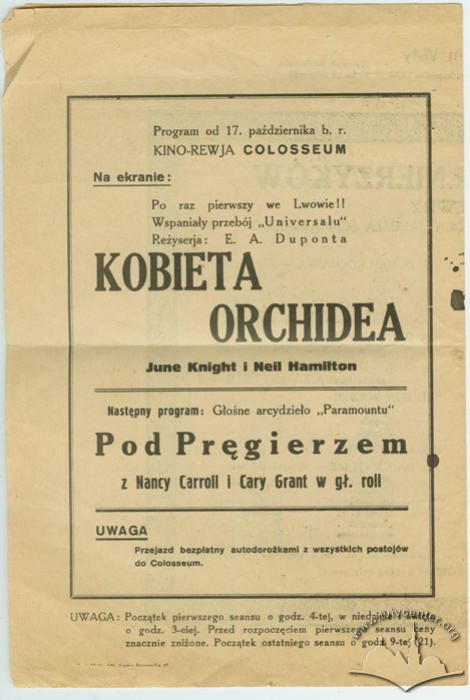 Program od 17. października b. r.
KINO-REWJA COLOSSEUM
Na ekranie:
Po raz pierwszy we Lwowie!!
Wspaniały przebój „Universalu”
Reżyserja: E. A. Duponta
KOBIETA
ORCHIDEA
June Knight i Neil Hamilton
Następny program: Głośne arcydzieło „Paramountu”
Pod Pręgierzem
z Nancy Carroll i Cary Grant w gł. roli
UWAGA
Przejazd bezpłatny autodorożkami z wszystkich postojów
do Colosseum.
UWAGA: Początek pierwszego seansu o godz. 4-tej, w niedziele i święta
o godz. 3-ciej. Przed rozpoczęciem pierwszego seansu ceny
znacznie zniżone. Początek ostatniego seansu o godz. 9-tej (21).
www.lvivcenter.org